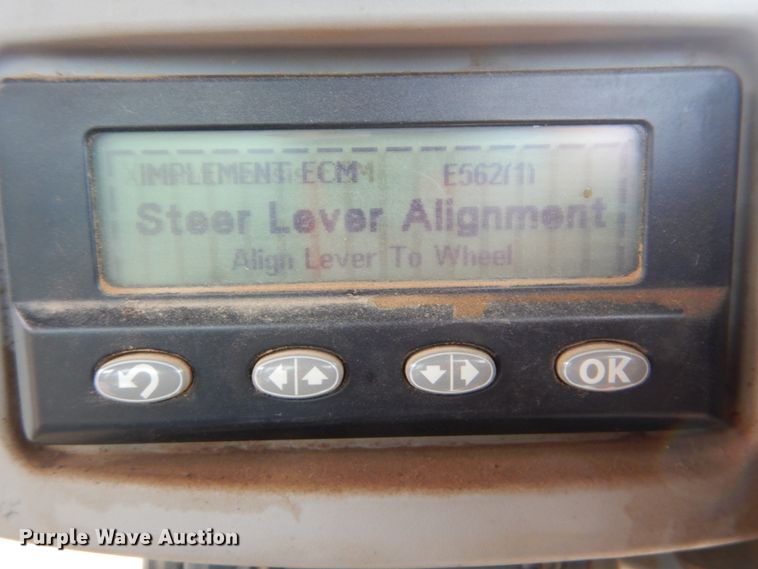 IMPLEMENT ECM E562(1)
Steer Lever Alignment
Align Lever To Wheel
OK
Purple Wave Auction